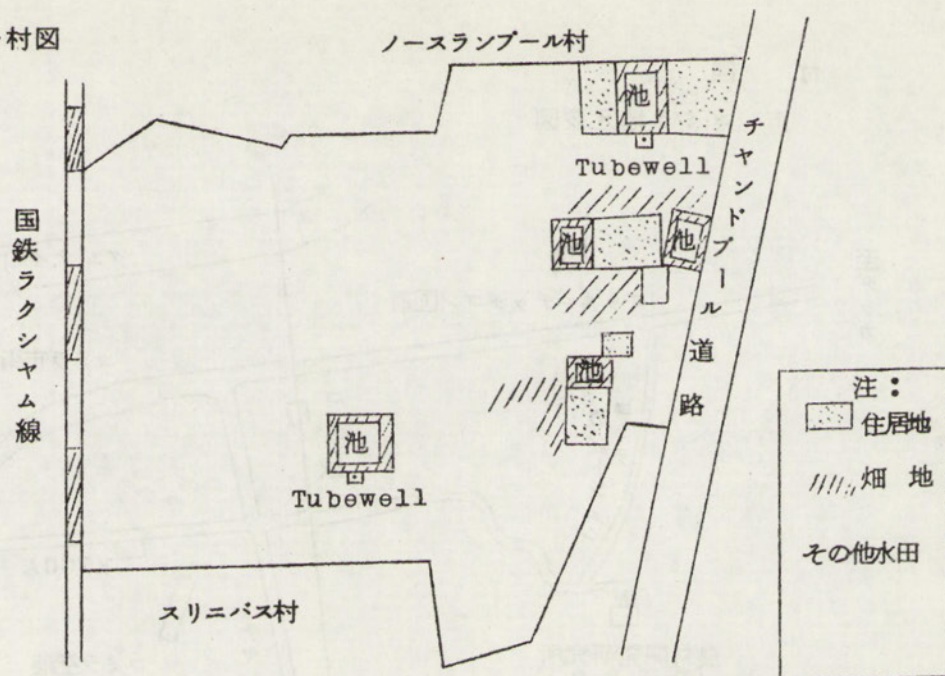 村図
ノースランプール村
池
Tubewell
チャンドプール道路
池
池
国鉄ラクシャム線
池
池
Tubewell
スリニバス村
注：
住居地
畑地
その他水田